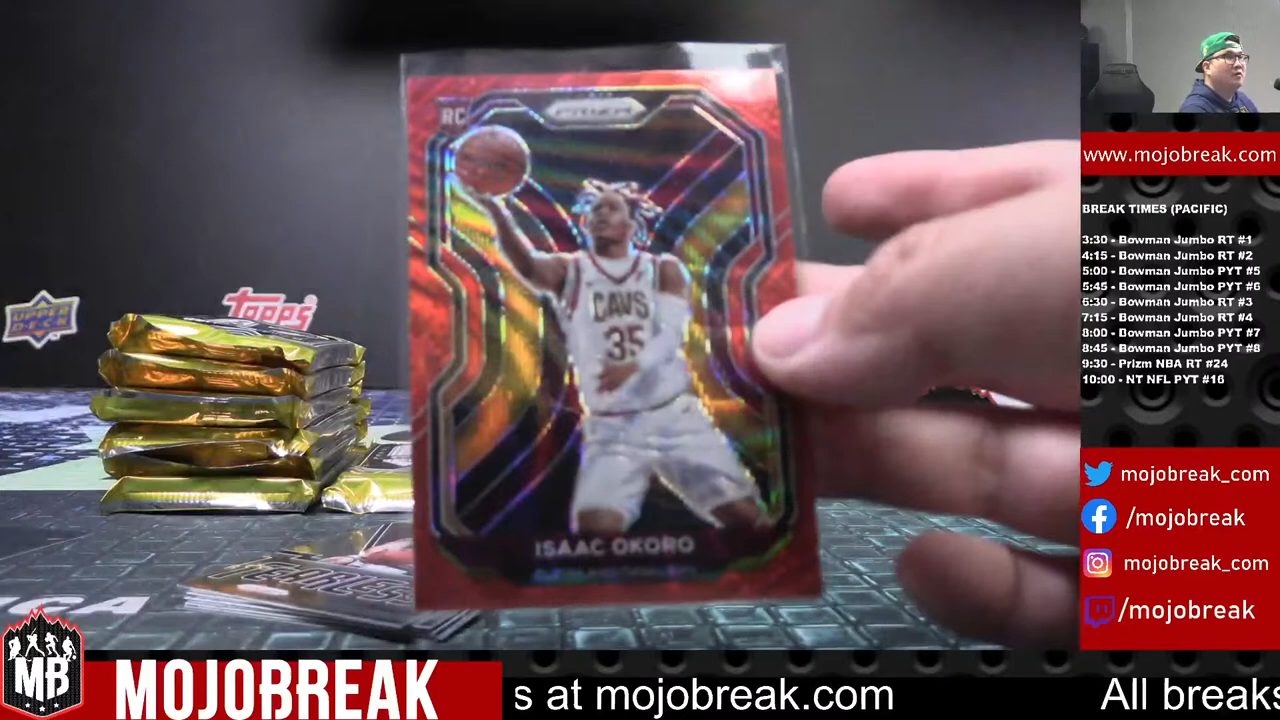 RC
PRIZM
CAVS
35
ISAAC OKORO
UPPER
DECK
Topps
MB
MOJOBREAK
s at mojobreak.com
All breaks
www.mojobreak.com
BREAK TIMES (PACIFIC)
3:30 - Bowman Jumbo RT #1
4:15 - Bowman Jumbo RT #2
5:00 - Bowman Jumbo PYT #5
5:45 - Bowman Jumbo PYT #6
6:30 - Bowman Jumbo RT #3
7:15 - Bowman Jumbo RT #4
8:00 - Bowman Jumbo PYT #7
8:45 - Bowman Jumbo PYT #8
9:30 - Prizm NBA RT #24
10:00 - NT NFL PYT #16
mojobreak_com
/mojobreak
mojobreak_com
/mojobreak